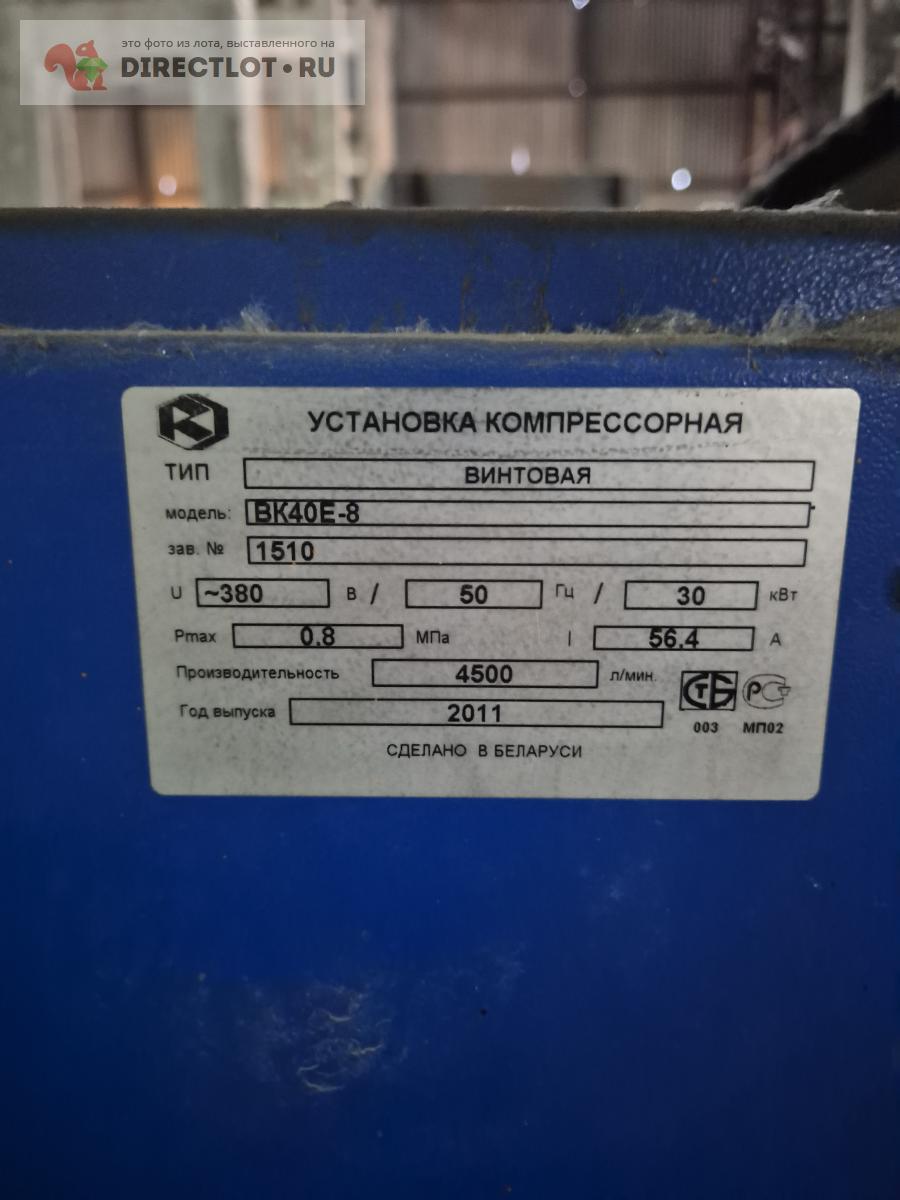 это фото из лота, выставленного на
DIRECTLOT•RU
УСТАНОВКА КОМПРЕССОРНАЯ
ТИП ВИНТОВАЯ
модель: ВК40Е-8
зав. № 1510
U ~380 В / 50 Гц / 30 кВт
Pmax 0.8 МПа I 56.4 А
Производительность 4500 л/мин.
Год выпуска 2011
СТБ РСТ
003 МП02
СДЕЛАНО В БЕЛАРУСИ